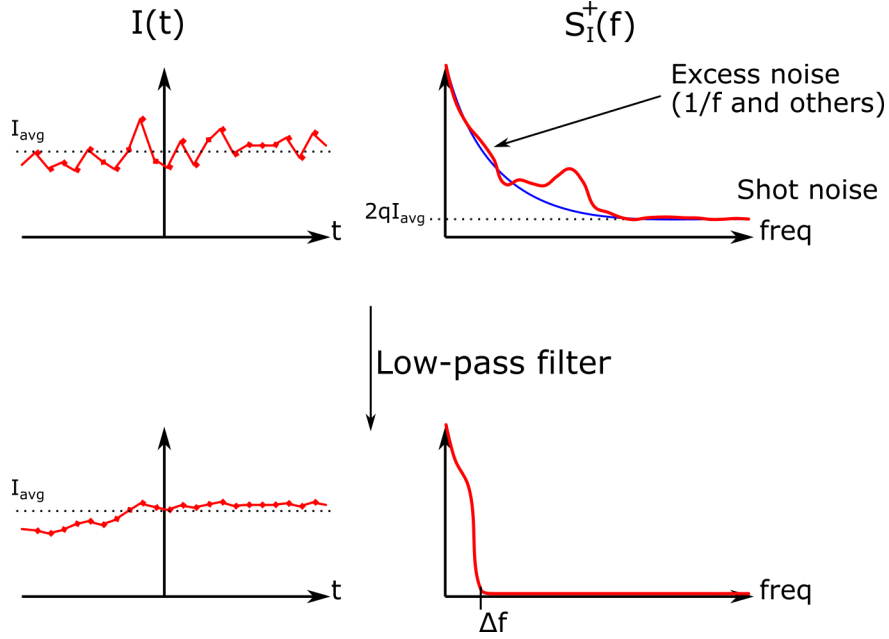 I(t)
S_I^+(f)
I_avg
t
Excess noise
(1/f and others)
Shot noise
2qI_avg
freq
Low-pass filter
I_avg
t
freq
Δf